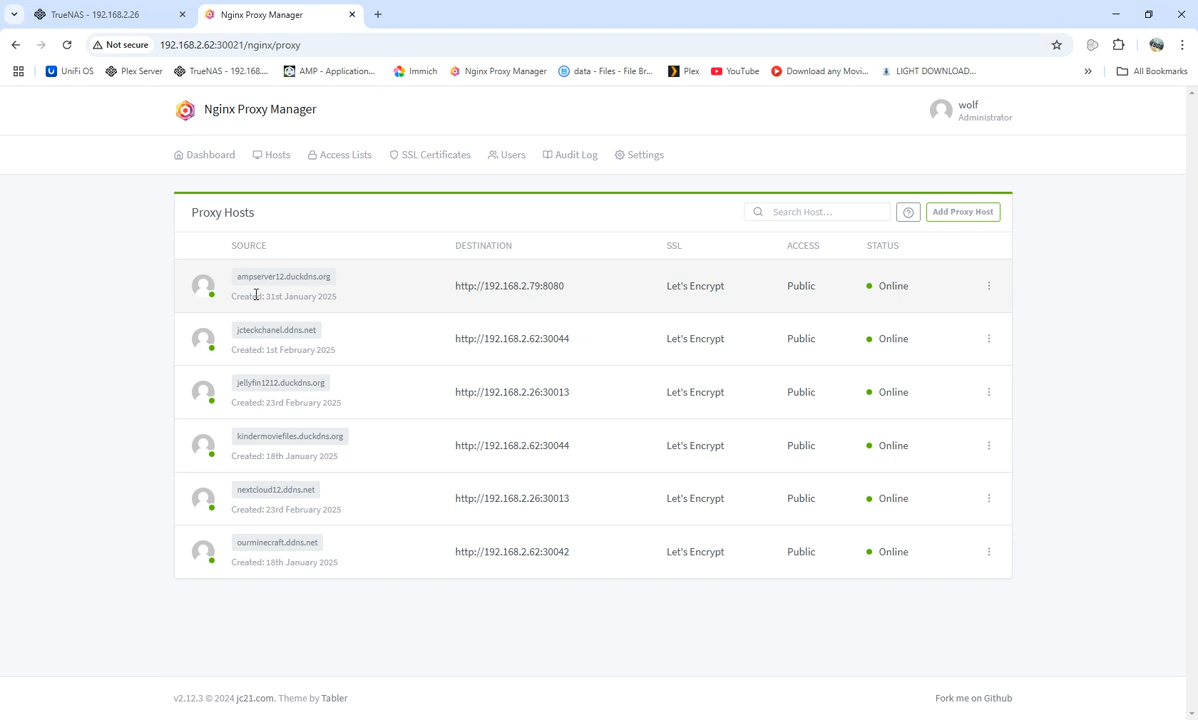 TrueNAS - 192.168.2.26
Nginx Proxy Manager
Not secure
192.168.2.62:30021/nginx/proxy
UniFi OS
Plex Server
TrueNAS - 192.168....
AMP - Application...
Immich
Nginx Proxy Manager
data - Files - File Br...
Plex
YouTube
Download any Movi...
LIGHT DOWNLOAD...
All Bookmarks
Nginx Proxy Manager
wolf
Administrator
Dashboard
Hosts
Access Lists
SSL Certificates
Users
Audit Log
Settings
Proxy Hosts
Search Host...
Add Proxy Host
SOURCE DESTINATION SSL ACCESS STATUS
ampserver12.duckdns.org
Created: 31st January 2025
http://192.168.2.79:8080 Let's Encrypt Public Online
jcteckchanel.ddns.net
Created: 1st February 2025
http://192.168.2.62:30044 Let's Encrypt Public Online
jellyfin1212.duckdns.org
Created: 23rd February 2025
http://192.168.2.26:30013 Let's Encrypt Public Online
kindermoviefiles.duckdns.org
Created: 18th January 2025
http://192.168.2.62:30044 Let's Encrypt Public Online
nextcloud12.ddns.net
Created: 23rd February 2025
http://192.168.2.26:30013 Let's Encrypt Public Online
ourminecraft.ddns.net
Created: 18th January 2025
http://192.168.2.62:30042 Let's Encrypt Public Online
v2.12.3 © 2024 jc21.com. Theme by Tabler
Fork me on Github